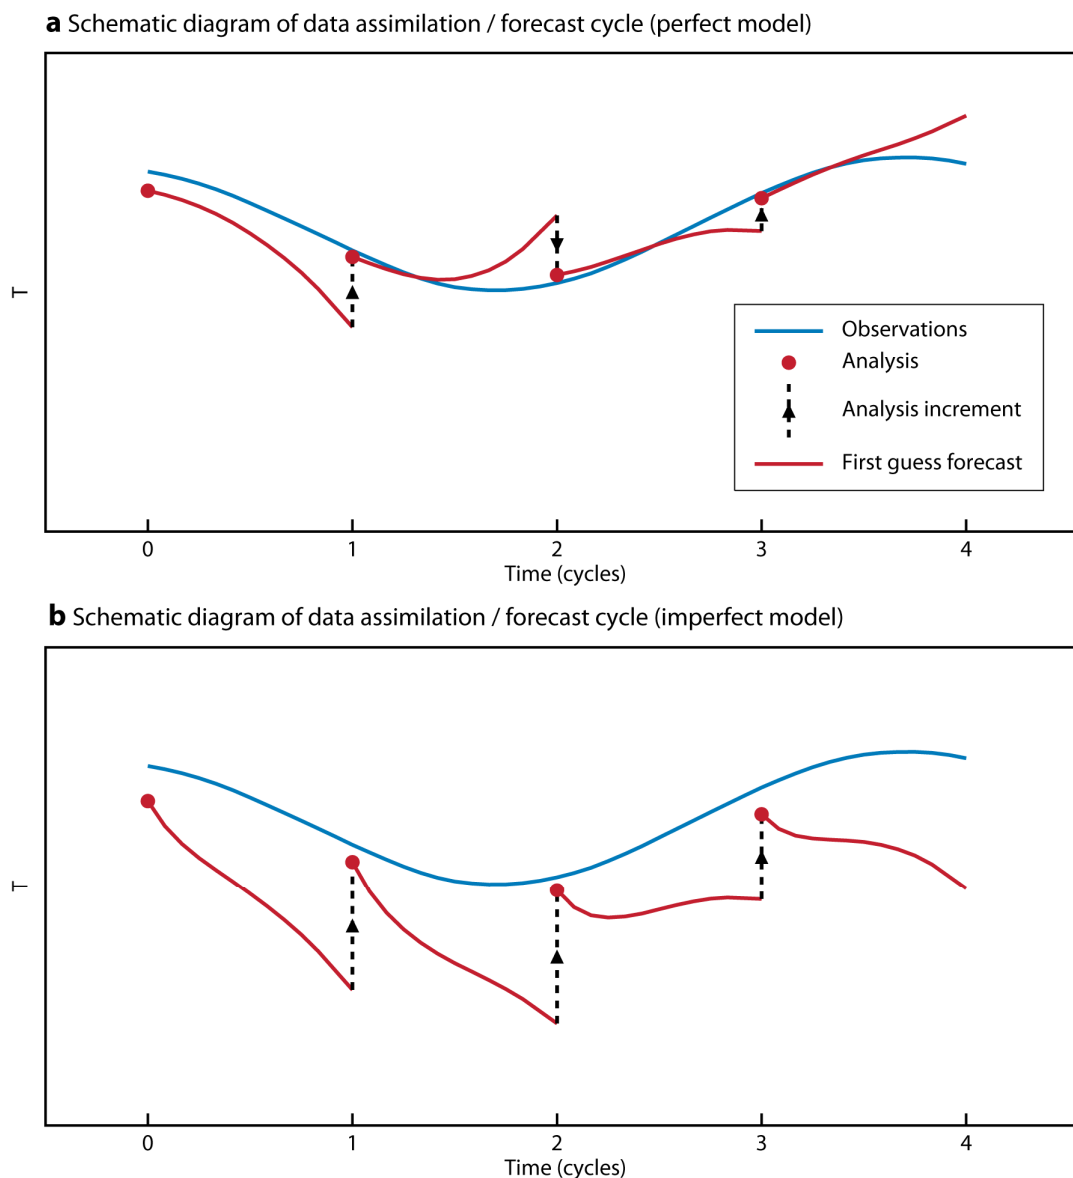 a Schematic diagram of data assimilation / forecast cycle (perfect model)
T
Observations
Analysis
Analysis increment
First guess forecast
0 1 2 3 4
Time (cycles)
b Schematic diagram of data assimilation / forecast cycle (imperfect model)
T
0 1 2 3 4
Time (cycles)